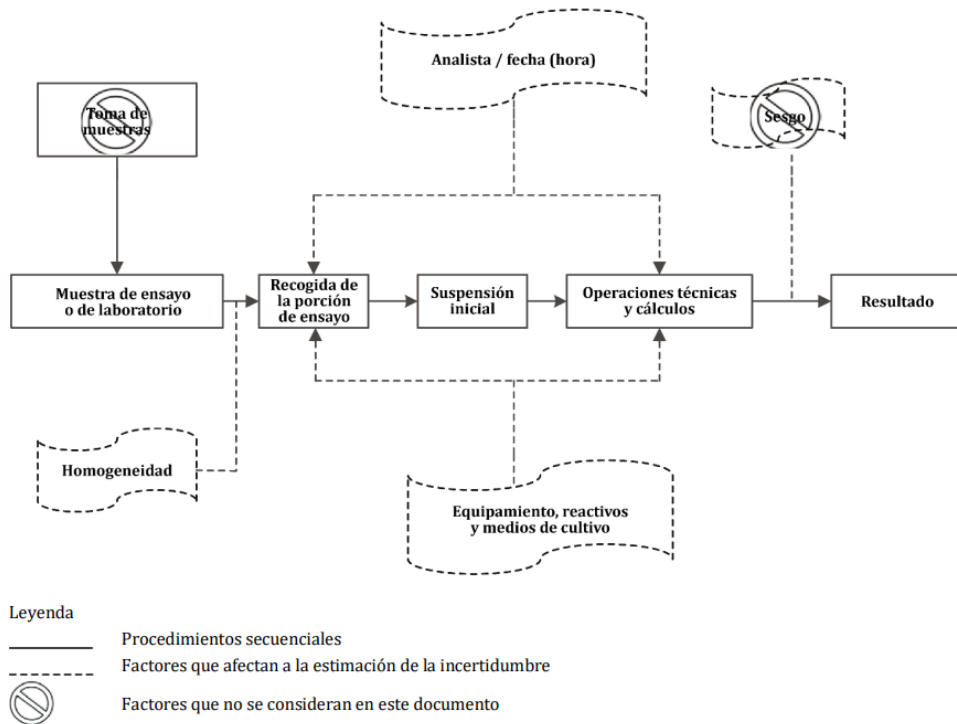 Analista / fecha (hora)
Toma de
muestras
Sesgo
Muestra de ensayo
o de laboratorio
Recogida de
la porción
de ensayo
Suspensión
inicial
Operaciones técnicas
y cálculos
Resultado
Homogeneidad
Equipamiento, reactivos
y medios de cultivo
Leyenda
Procedimientos secuenciales
Factores que afectan a la estimación de la incertidumbre
Factores que no se consideran en este documento